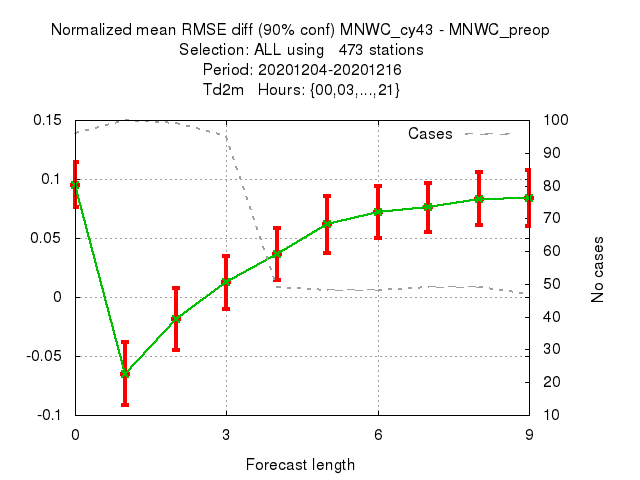 Normalized mean RMSE diff (90% conf) MNWC_cy43 - MNWC_preop
Selection: ALL using   473 stations
Period: 20201204-20201216
Td2m   Hours: {00,03,...,21}
0.15
0.1
0.05
0
-0.05
-0.1
Cases
100
90
80
70
60
50
40
30
20
10
No cases
0 3 6 9
Forecast length